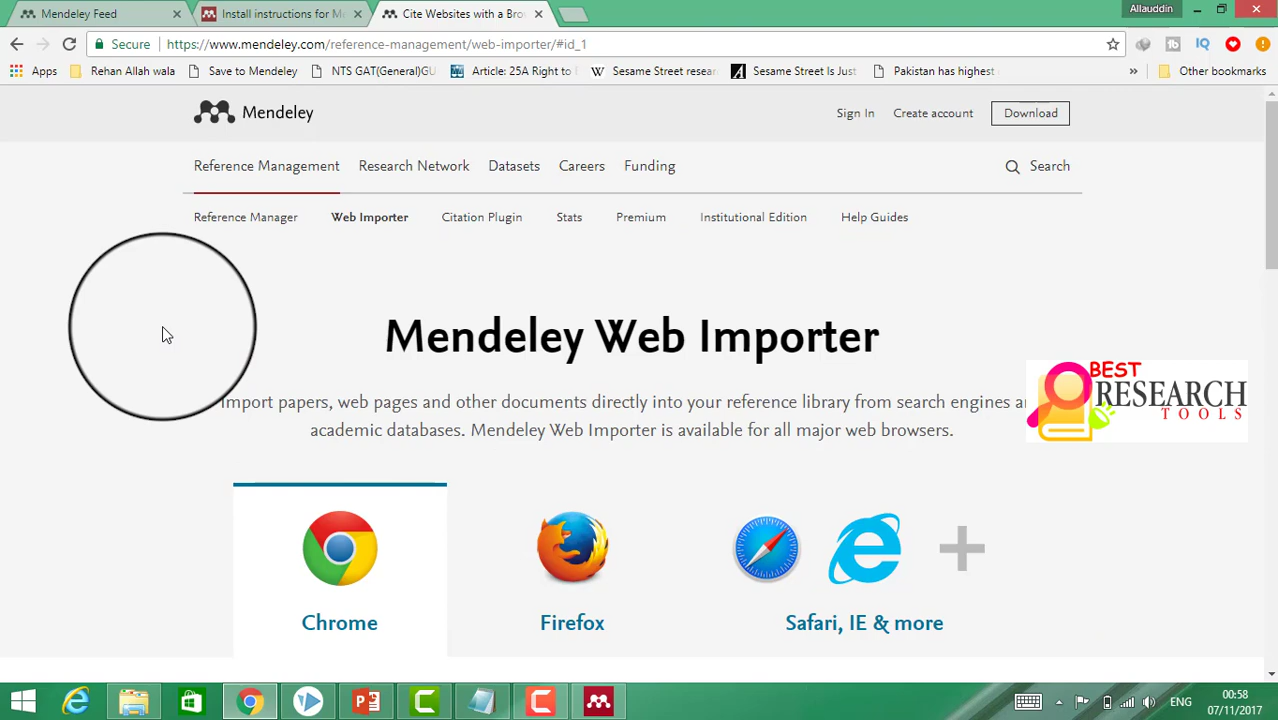 Mendeley Feed
Install instructions for Me
Cite Websites with a Brow
Allauddin
Secure
https://www.mendeley.com/reference-management/web-importer/#id_1
Apps
Rehan Allah wala
Save to Mendeley
NTS GAT(General)GU
Article: 25A Right to E
W
Sesame Street resear
A
Sesame Street Is Just
Pakistan has highest
»
Other bookmarks
Mendeley
Sign In
Create account
Download
Reference Management
Research Network
Datasets
Careers
Funding
Search
Reference Manager
Web Importer
Citation Plugin
Stats
Premium
Institutional Edition
Help Guides
Mendeley Web Importer
Import papers, web pages and other documents directly into your reference library from search engines
academic databases. Mendeley Web Importer is available for all major web browsers.
BEST
RESEARCH
TOOLS
Chrome
Firefox
Safari, IE & more
ENG
00:58
07/11/2017